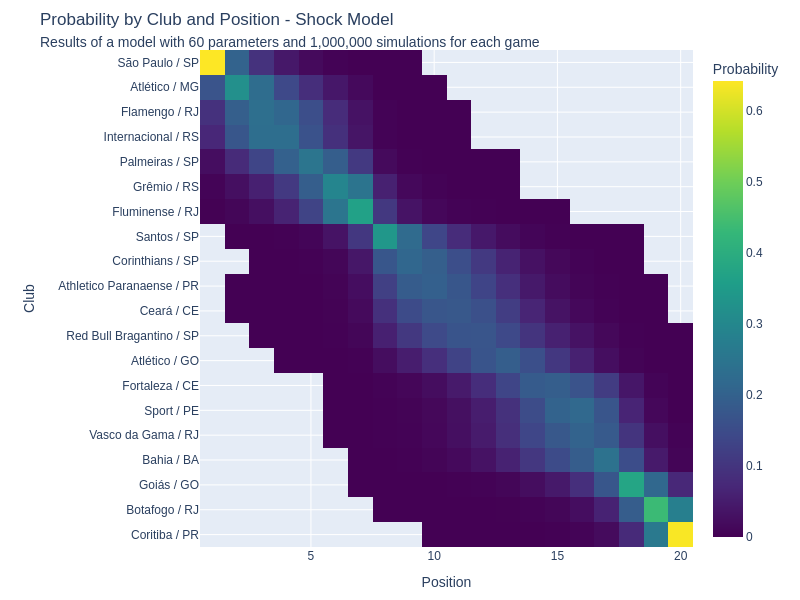 Probability by Club and Position - Shock Model
Results of a model with 60 parameters and 1,000,000 simulations for each game
Probability
São Paulo / SP
Atlético / MG
Flamengo / RJ
Internacional / RS
Palmeiras / SP
Grêmio / RS
Fluminense / RJ
Santos / SP
Corinthians / SP
Athletico Paranaense / PR
Ceará / CE
Red Bull Bragantino / SP
Atlético / GO
Fortaleza / CE
Sport / PE
Vasco da Gama / RJ
Bahia / BA
Goiás / GO
Botafogo / RJ
Coritiba / PR
Club
5 10 15 20
Position
0.6
0.5
0.4
0.3
0.2
0.1
0